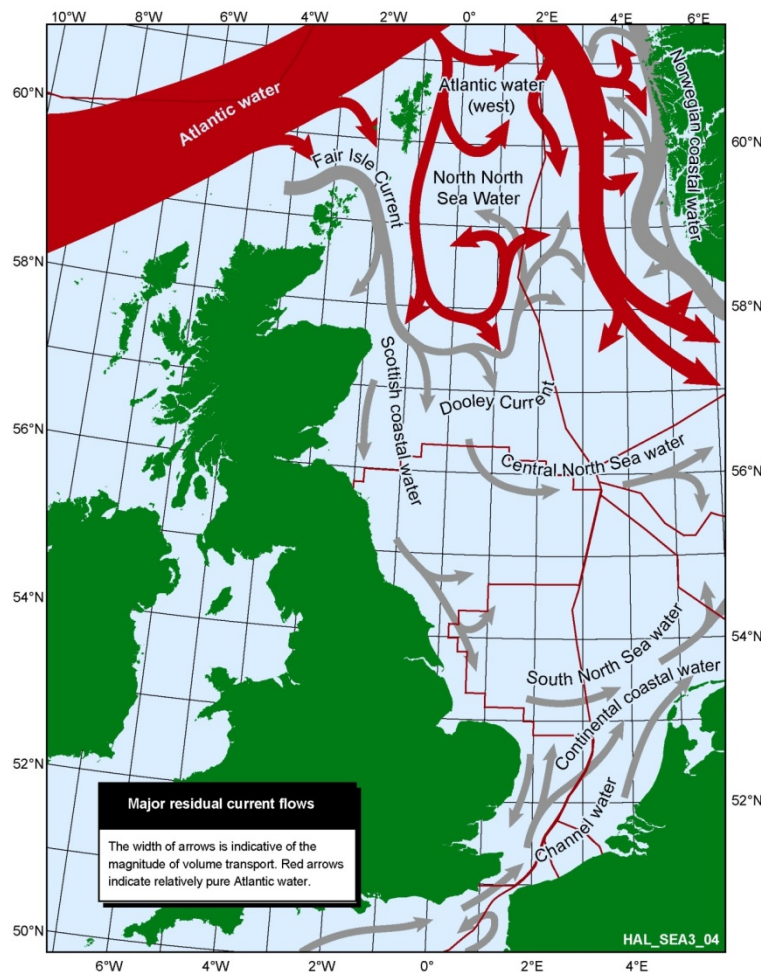 10°W
8°W
6°W
4°W
2°W
0°
2°E
4°E
6°E
60°N
58°N
56°N
54°N
52°N
50°N
60°N
58°N
56°N
54°N
52°N
Atlantic water
Atlantic water
(west)
Norwegian coastal water
Fair Isle Current
North North
Sea Water
Scottish coastal water
Dooley Current
Central North Sea water
South North Sea water
Continental coastal water
Channel water
Major residual current flows
The width of arrows is indicative of the
magnitude of volume transport. Red arrows
indicate relatively pure Atlantic water.
HAL_SEA3_04
6°W
4°W
2°W
0°
2°E
4°E